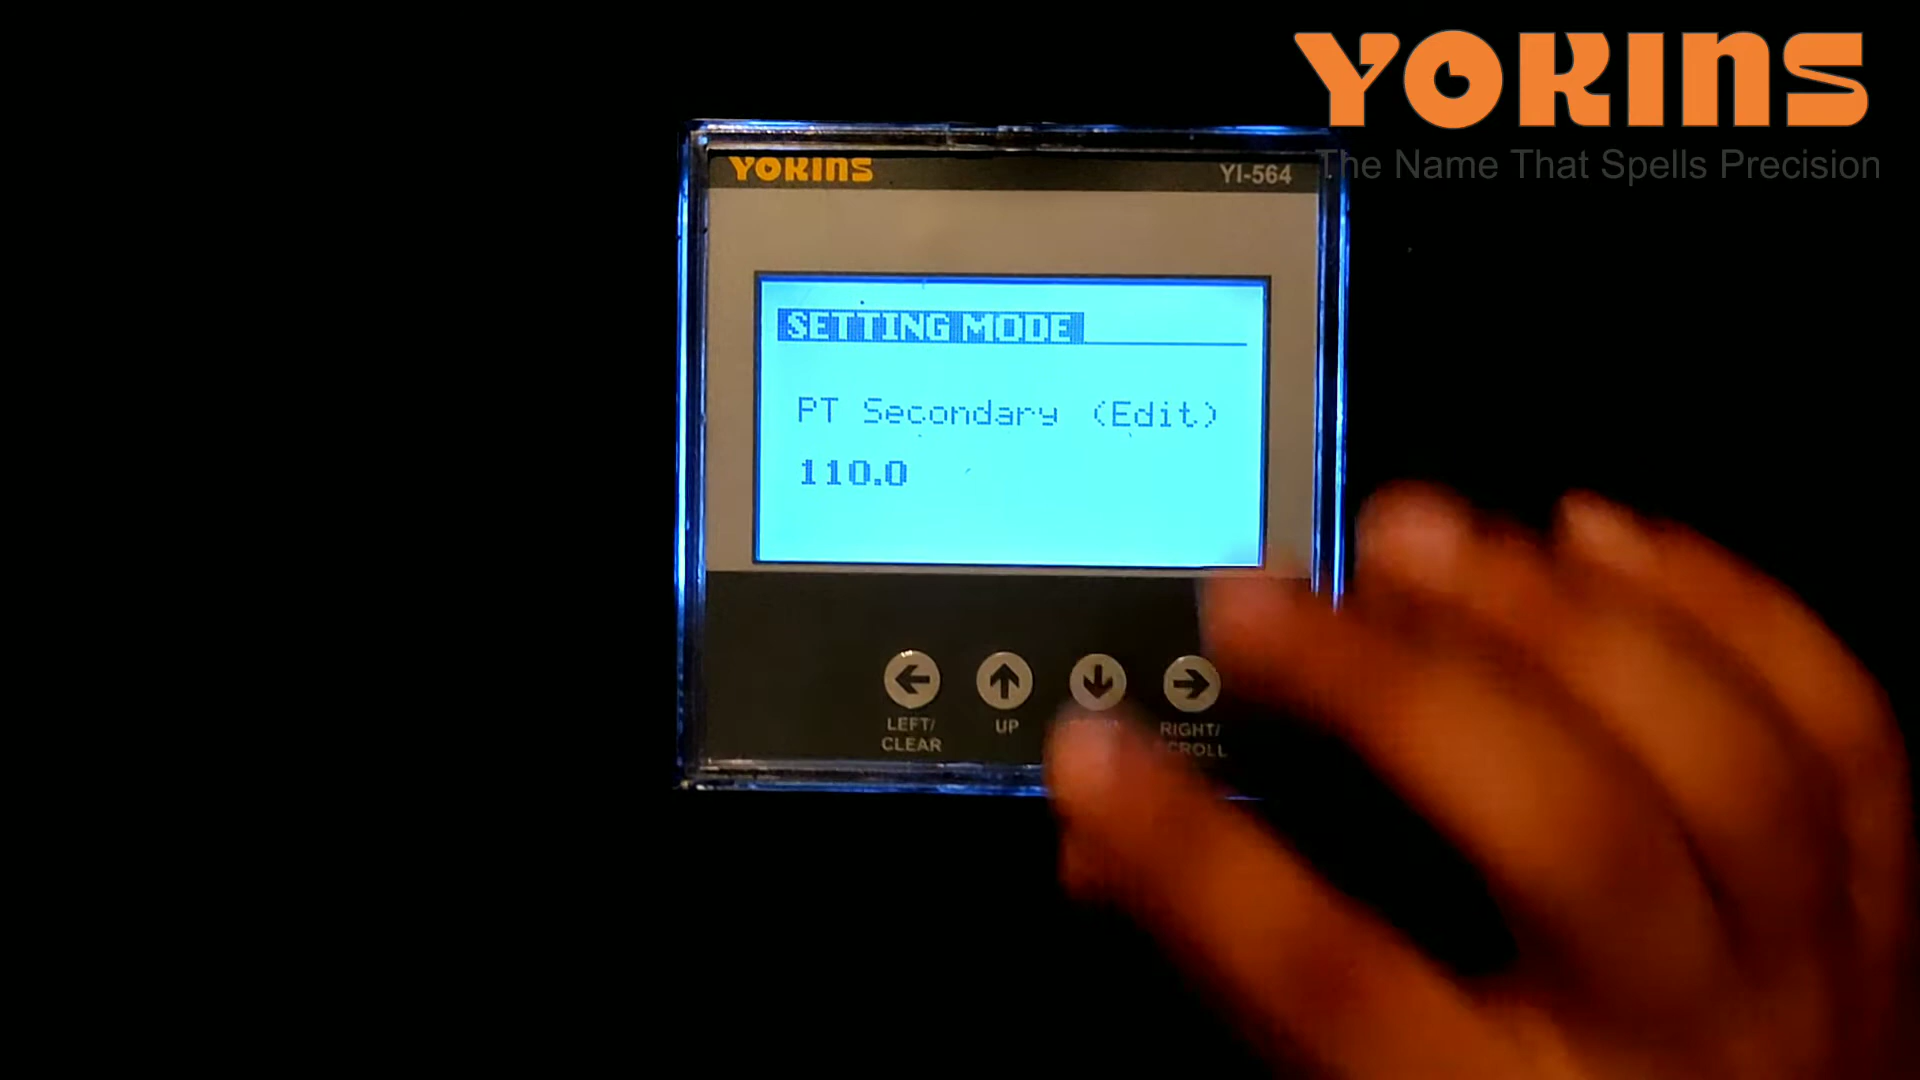 YOKINS
The Name That Spells Precision
YOKINS
YI-564
SETTING MODE
PT Secondary (Edit)
110.0
LEFT/
CLEAR
UP
RIGHT/
SCROLL